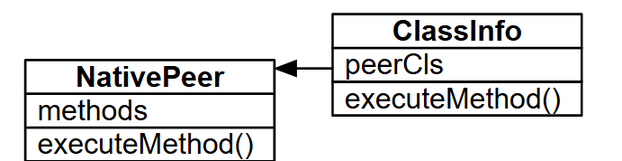 ClassInfo
peerCls
executeMethod()
NativePeer
methods
executeMethod()